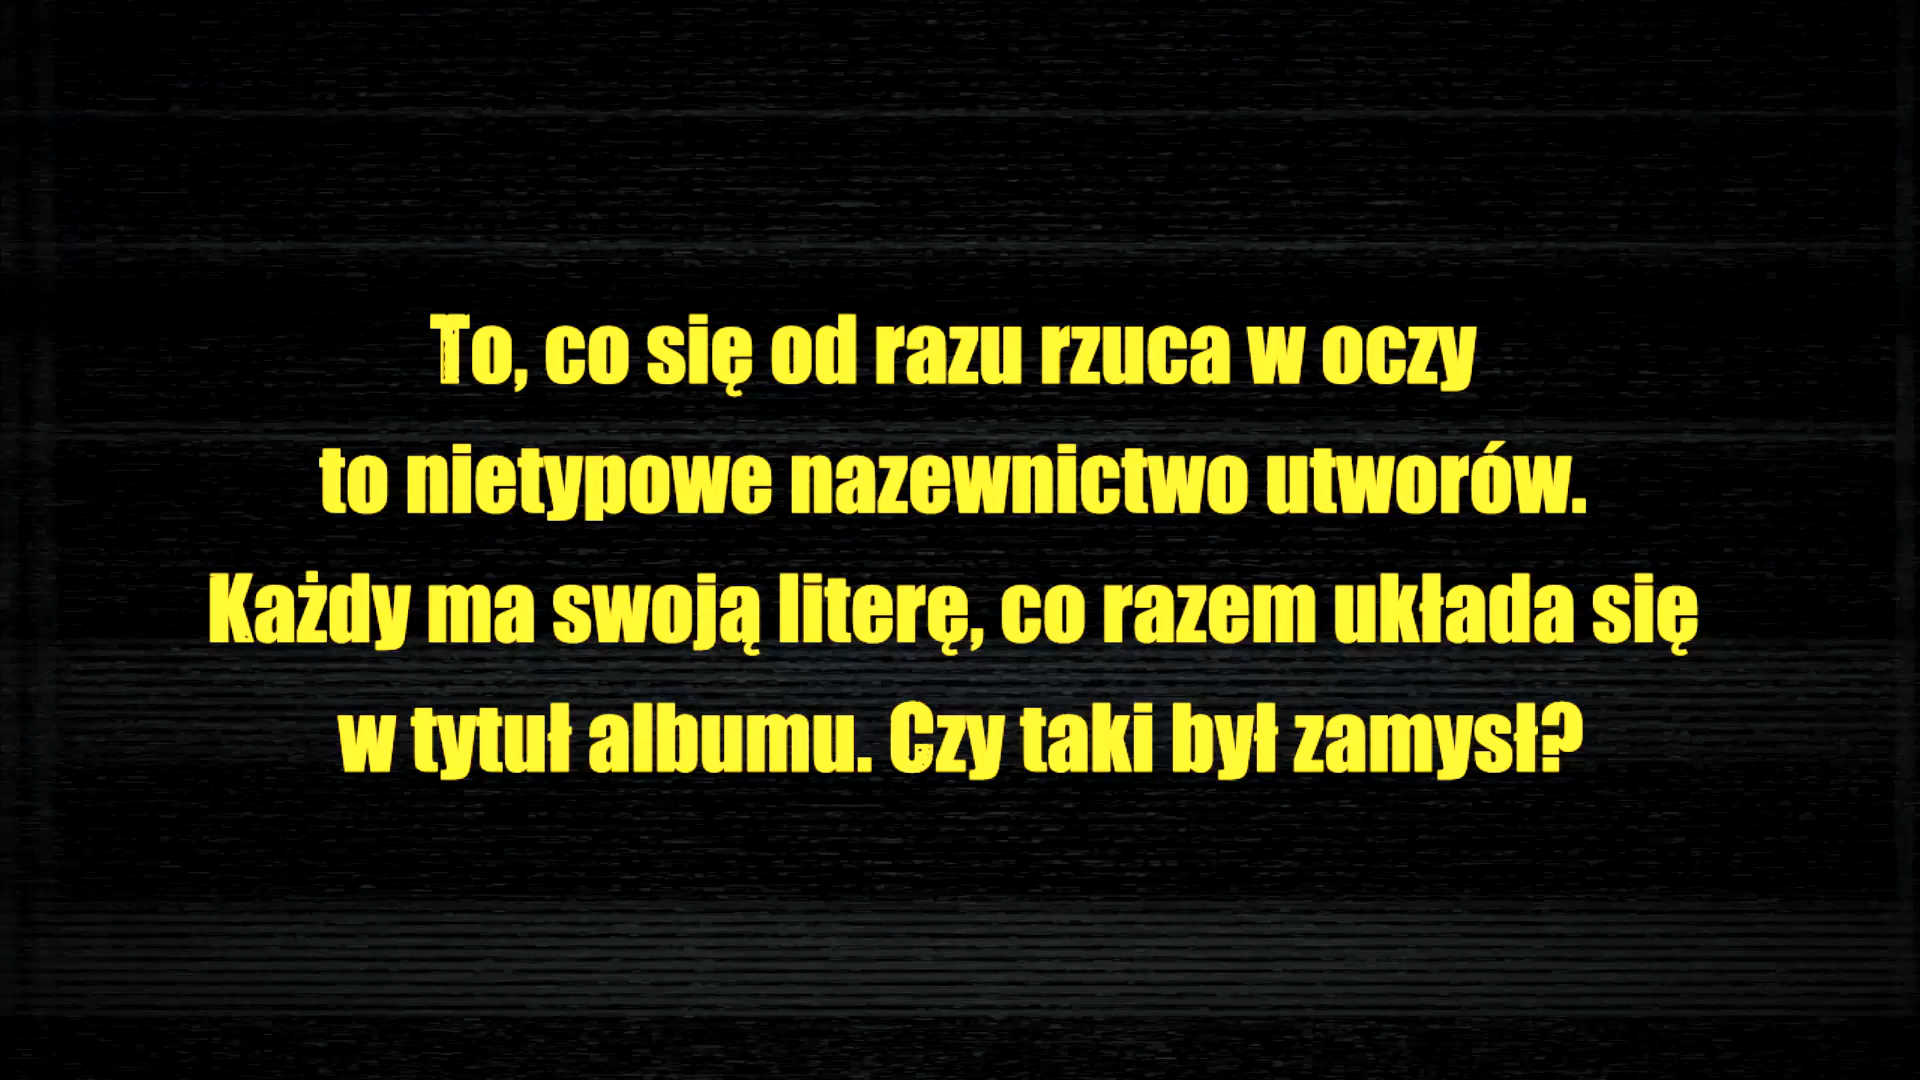 To, co się od razu rzuca w oczy
to nietypowe nazewnictwo utworów.
Każdy ma swoją literę, co razem układa się
w tytuł albumu. Czy taki był zamysł?